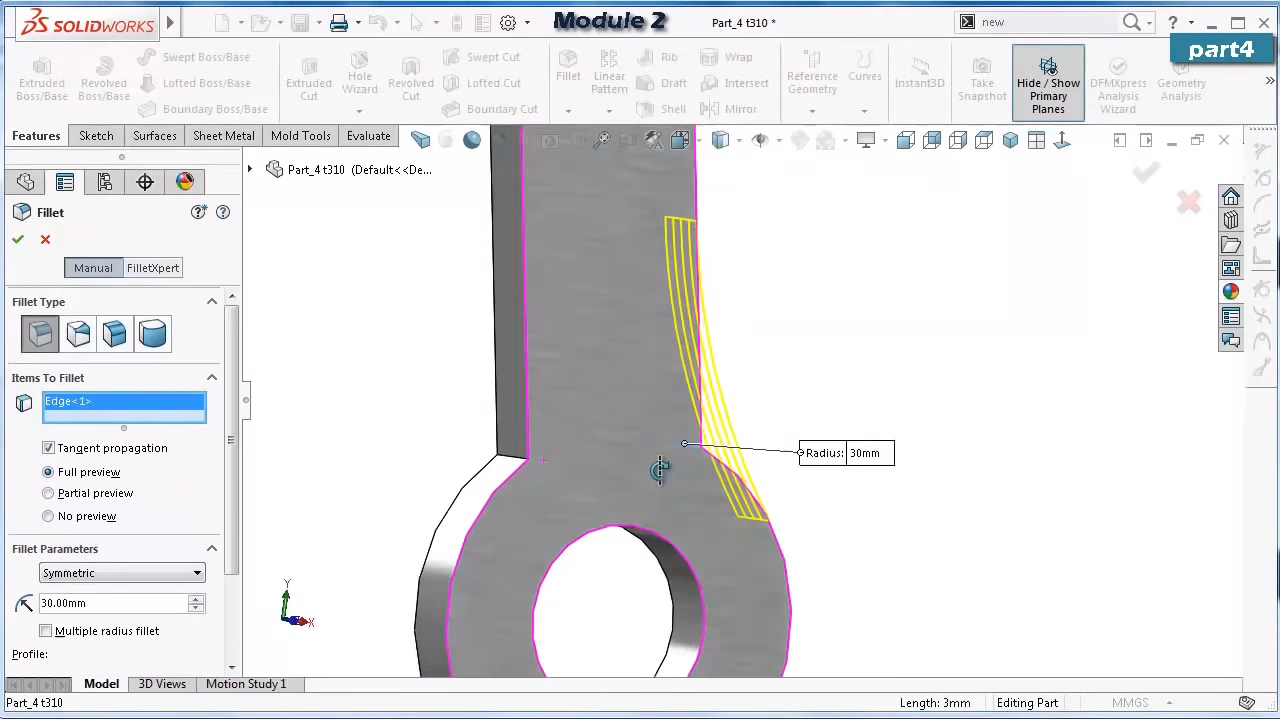 SOLIDWORKS
Module 2
Part_4 t310 *
new
part4
Extruded Boss/Base
Revolved Boss/Base
Swept Boss/Base
Lofted Boss/Base
Boundary Boss/Base
Extruded Cut
Hole Wizard
Revolved Cut
Swept Cut
Lofted Cut
Boundary Cut
Fillet
Linear Pattern
Rib
Draft
Shell
Wrap
Intersect
Mirror
Reference Geometry
Curves
Instant3D
Take Snapshot
Hide / Show Primary Planes
DFMXpress Analysis Wizard
Geometry Analysis
Features
Sketch
Surfaces
Sheet Metal
Mold Tools
Evaluate
Part_4 t310 (Default<<De...
Fillet
Manual
FilletXpert
Fillet Type
Items To Fillet
Edge<1>
Tangent propagation
Full preview
Partial preview
No preview
Fillet Parameters
Symmetric
30.00mm
Multiple radius fillet
Profile:
Radius: 30mm
Y
X
Model
3D Views
Motion Study 1
Part_4 t310
Length: 3mm
Editing Part
MMGS